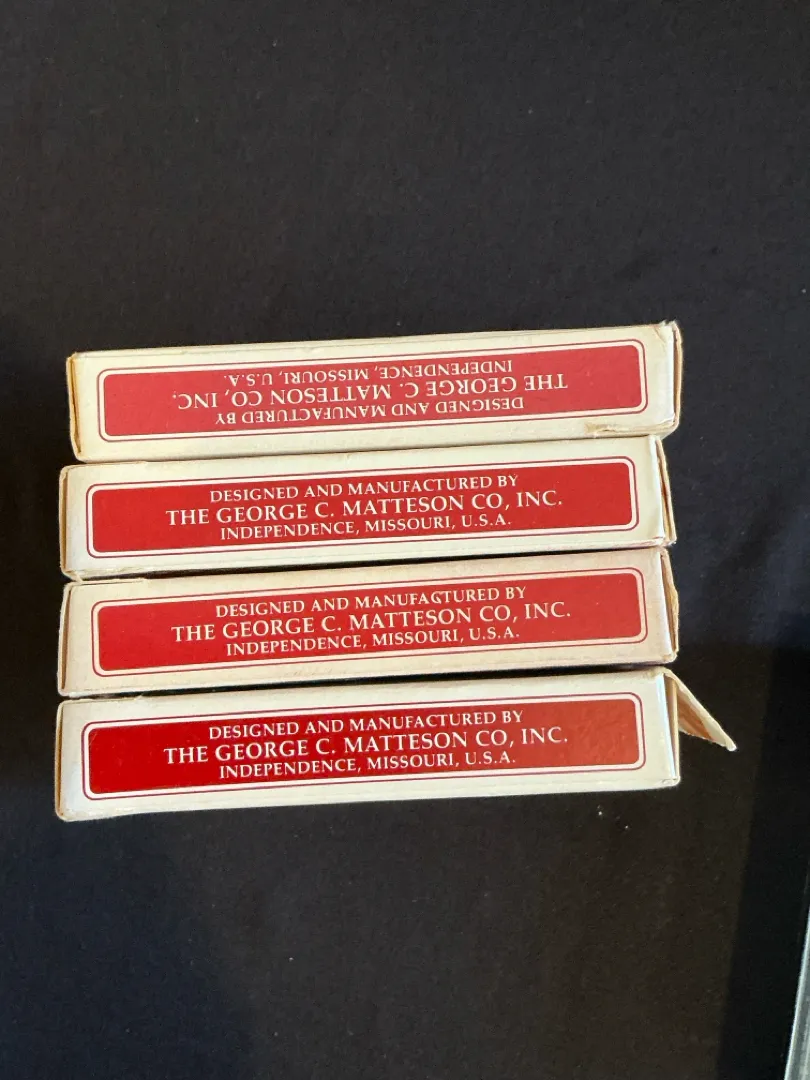 DESIGNED AND MANUFACTURED BY
THE GEORGE C. MATTESON CO, INC.
INDEPENDENCE, MISSOURI, U.S.A.
DESIGNED AND MANUFACTURED BY
THE GEORGE C. MATTESON CO, INC.
INDEPENDENCE, MISSOURI, U.S.A.
DESIGNED AND MANUFACTURED BY
THE GEORGE C. MATTESON CO, INC.
INDEPENDENCE, MISSOURI, U.S.A.
DESIGNED AND MANUFACTURED BY
THE GEORGE C. MATTESON CO, INC.
INDEPENDENCE, MISSOURI, U.S.A.